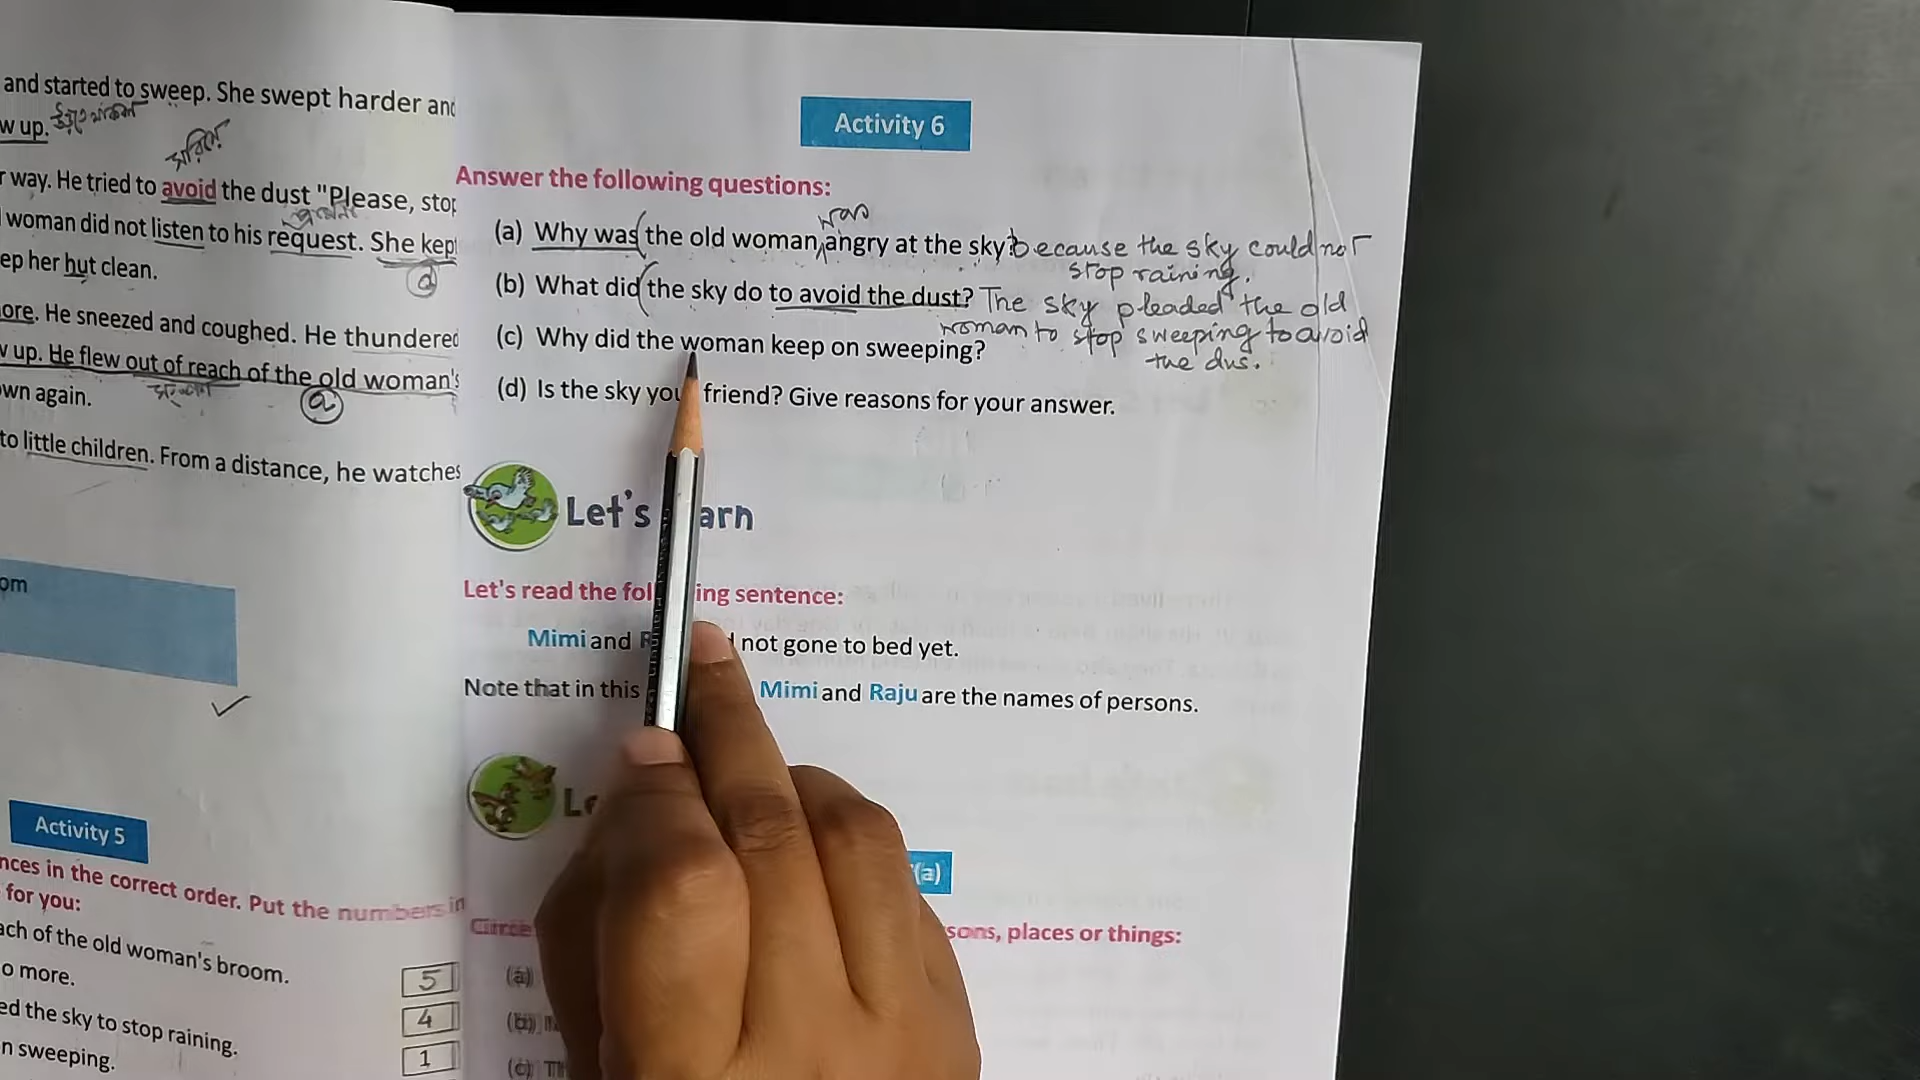 and started to sweep. She swept harder and
w up.
r way. He tried to avoid the dust "Please, stop
woman did not listen to his request. She kept
ep her hut clean.
a
ore. He sneezed and coughed. He thundered
w up. He flew out of reach of the old woman's
own again.
a
to little children. From a distance, he watches
om
Activity 5
nces in the correct order. Put the numbers in
for you:
ach of the old woman's broom.
5
o more.
4
ed the sky to stop raining.
1
n sweeping.
Activity 6
Answer the following questions:
was
(a) Why was the old woman angry at the sky? because the sky could not
stop raining.
(b) What did the sky do to avoid the dust? The sky pleaded the old
woman to stop sweeping to avoid
the dus.
(c) Why did the woman keep on sweeping?
(d) Is the sky you friend? Give reasons for your answer.
Let's arn
Let's read the fol ing sentence:
Mimi and not gone to bed yet.
Note that in this Mimi and Raju are the names of persons.
(a)
Circle sons, places or things:
(a)
(b)
(c) Th